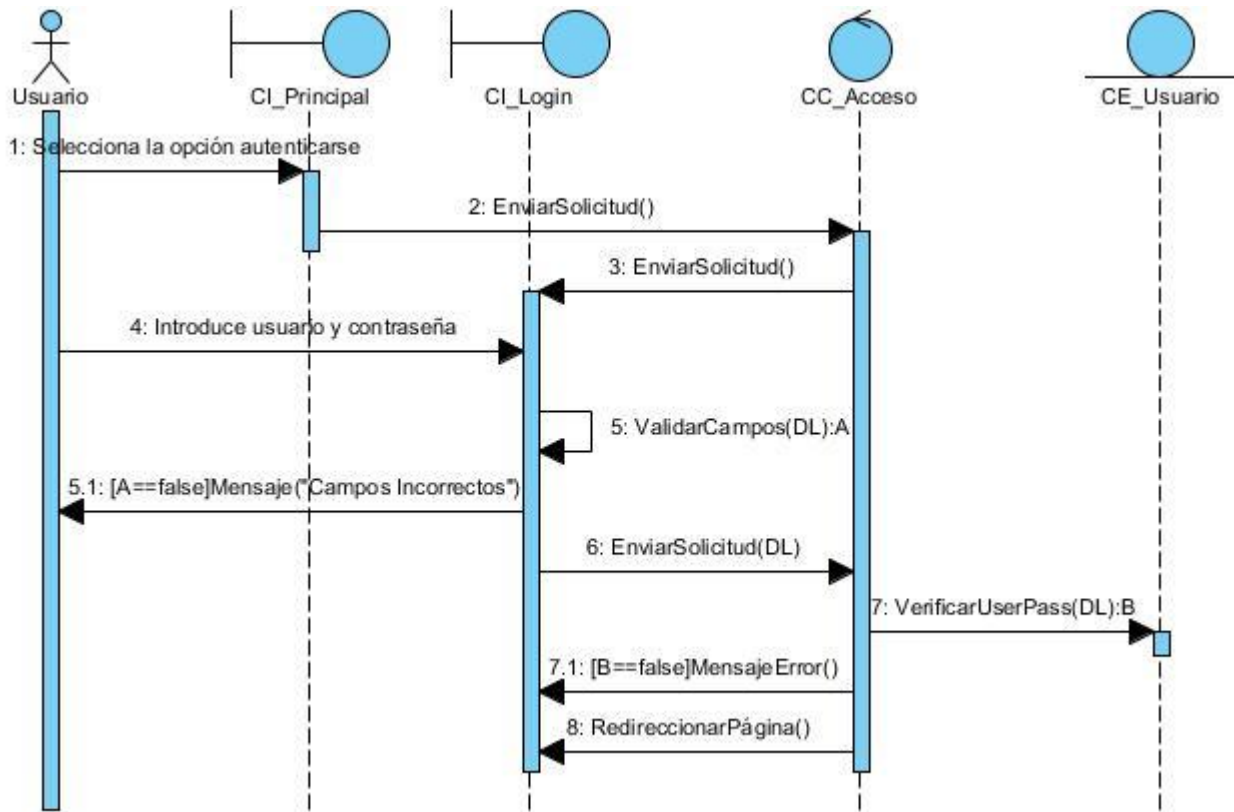 Usuario
CI_Principal
CI_Login
CC_Acceso
CE_Usuario
1: Selecciona la opción autenticarse
2: EnviarSolicitud()
3: EnviarSolicitud()
4: Introduce usuario y contraseña
5: ValidarCampos(DL):A
5.1: [A==false]Mensaje("Campos Incorrectos")
6: EnviarSolicitud(DL)
7: VerificarUserPass(DL):B
7.1: [B==false]MensajeError()
8: RedireccionarPágina()